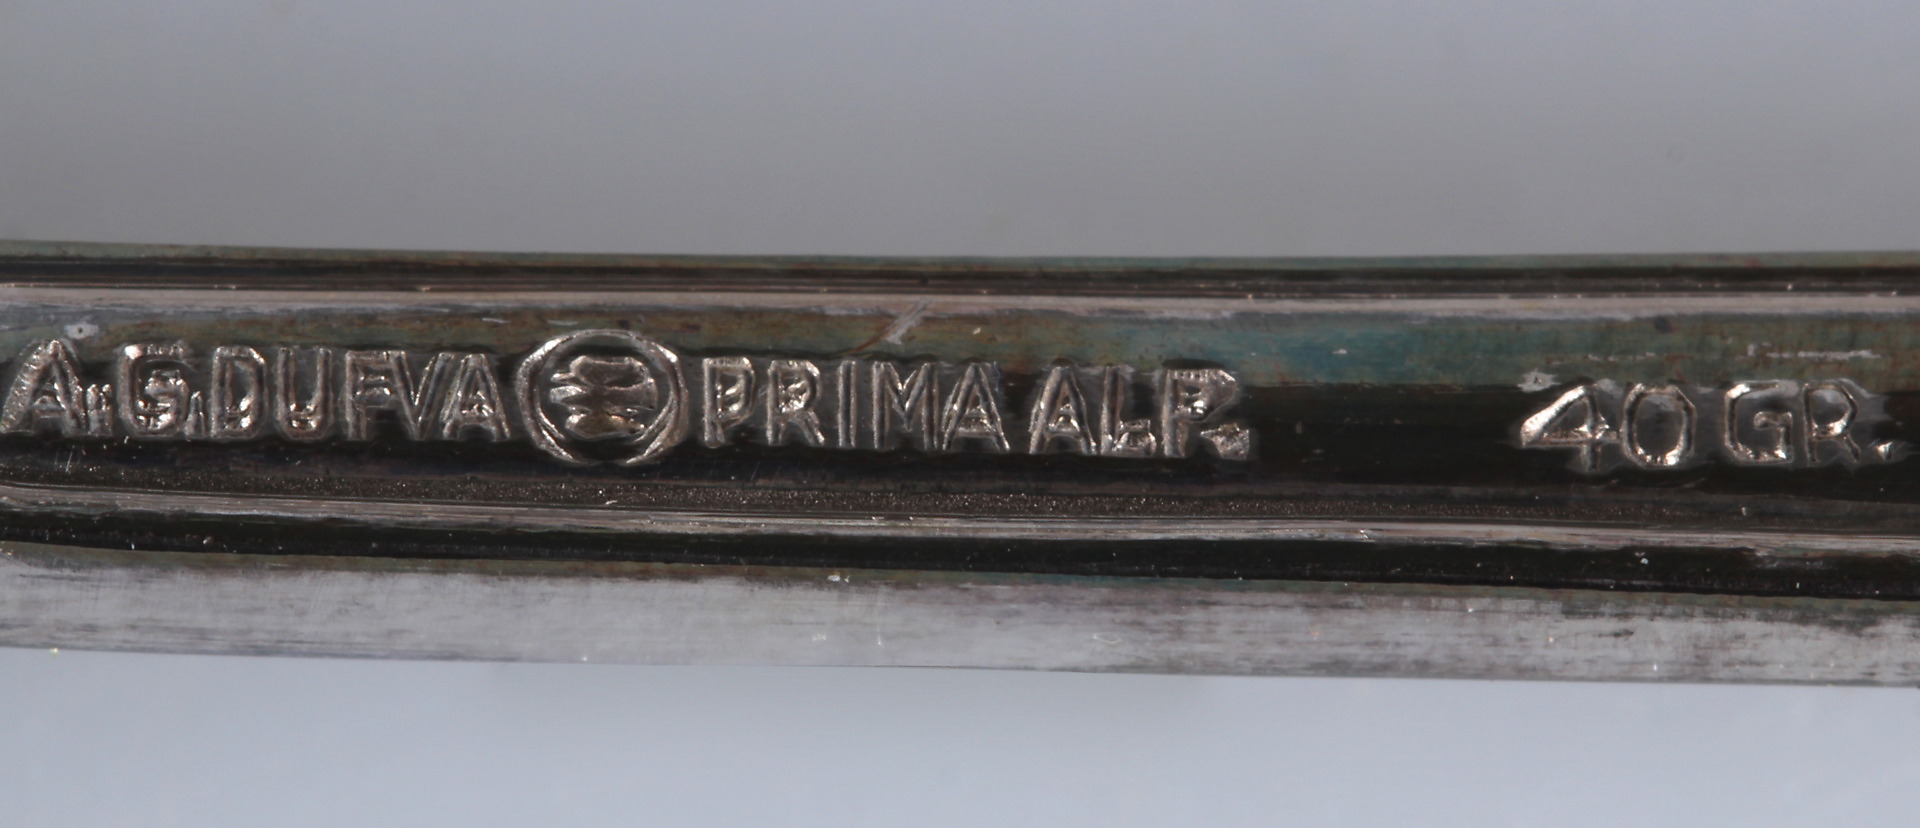 A.G.DUFVA PRIMA ALP. 40 GR.